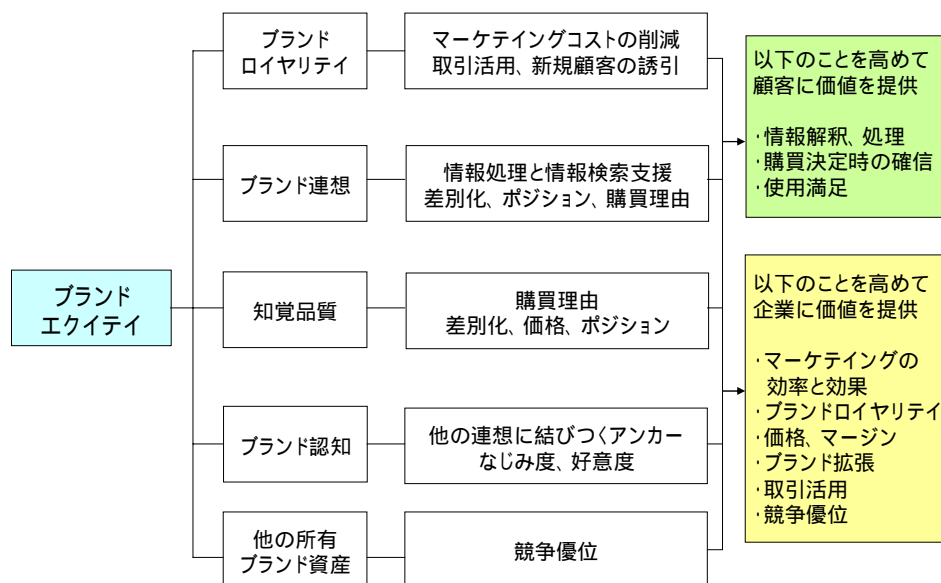 ブランド
エクイテイ
ブランド
ロイヤリテイ
マーケテイングコストの削減
取引活用、新規顧客の誘引
ブランド連想
情報処理と情報検索支援
差別化、ポジション、購買理由
知覚品質
購買理由
差別化、価格、ポジション
ブランド認知
他の連想に結びつくアンカー
なじみ度、好意度
他の所有
ブランド資産
競争優位
以下のことを高めて
顧客に価値を提供
・情報解釈、処理
・購買決定時の確信
・使用満足
以下のことを高めて
企業に価値を提供
・マーケテイングの
効率と効果
・ブランドロイヤリテイ
・価格、マージン
・ブランド拡張
・取引活用
・競争優位